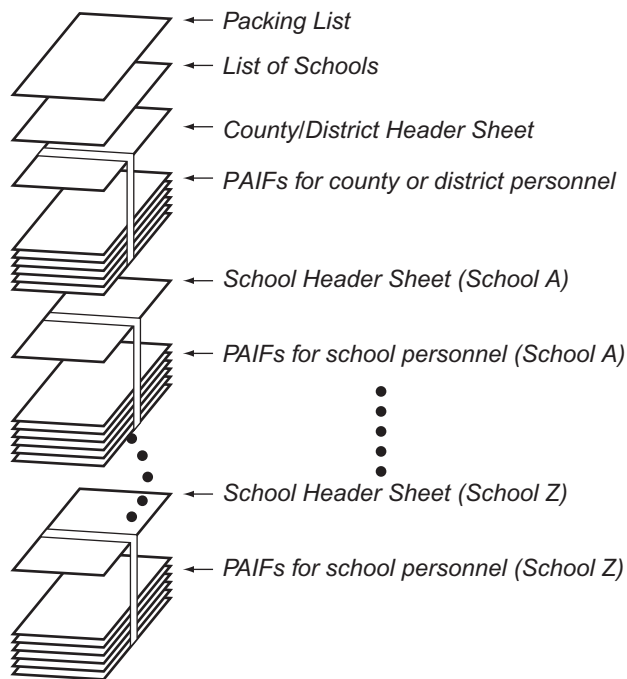 Packing List
List of Schools
County/District Header Sheet
PAIFs for county or district personnel
School Header Sheet (School A)
PAIFs for school personnel (School A)
School Header Sheet (School Z)
PAIFs for school personnel (School Z)